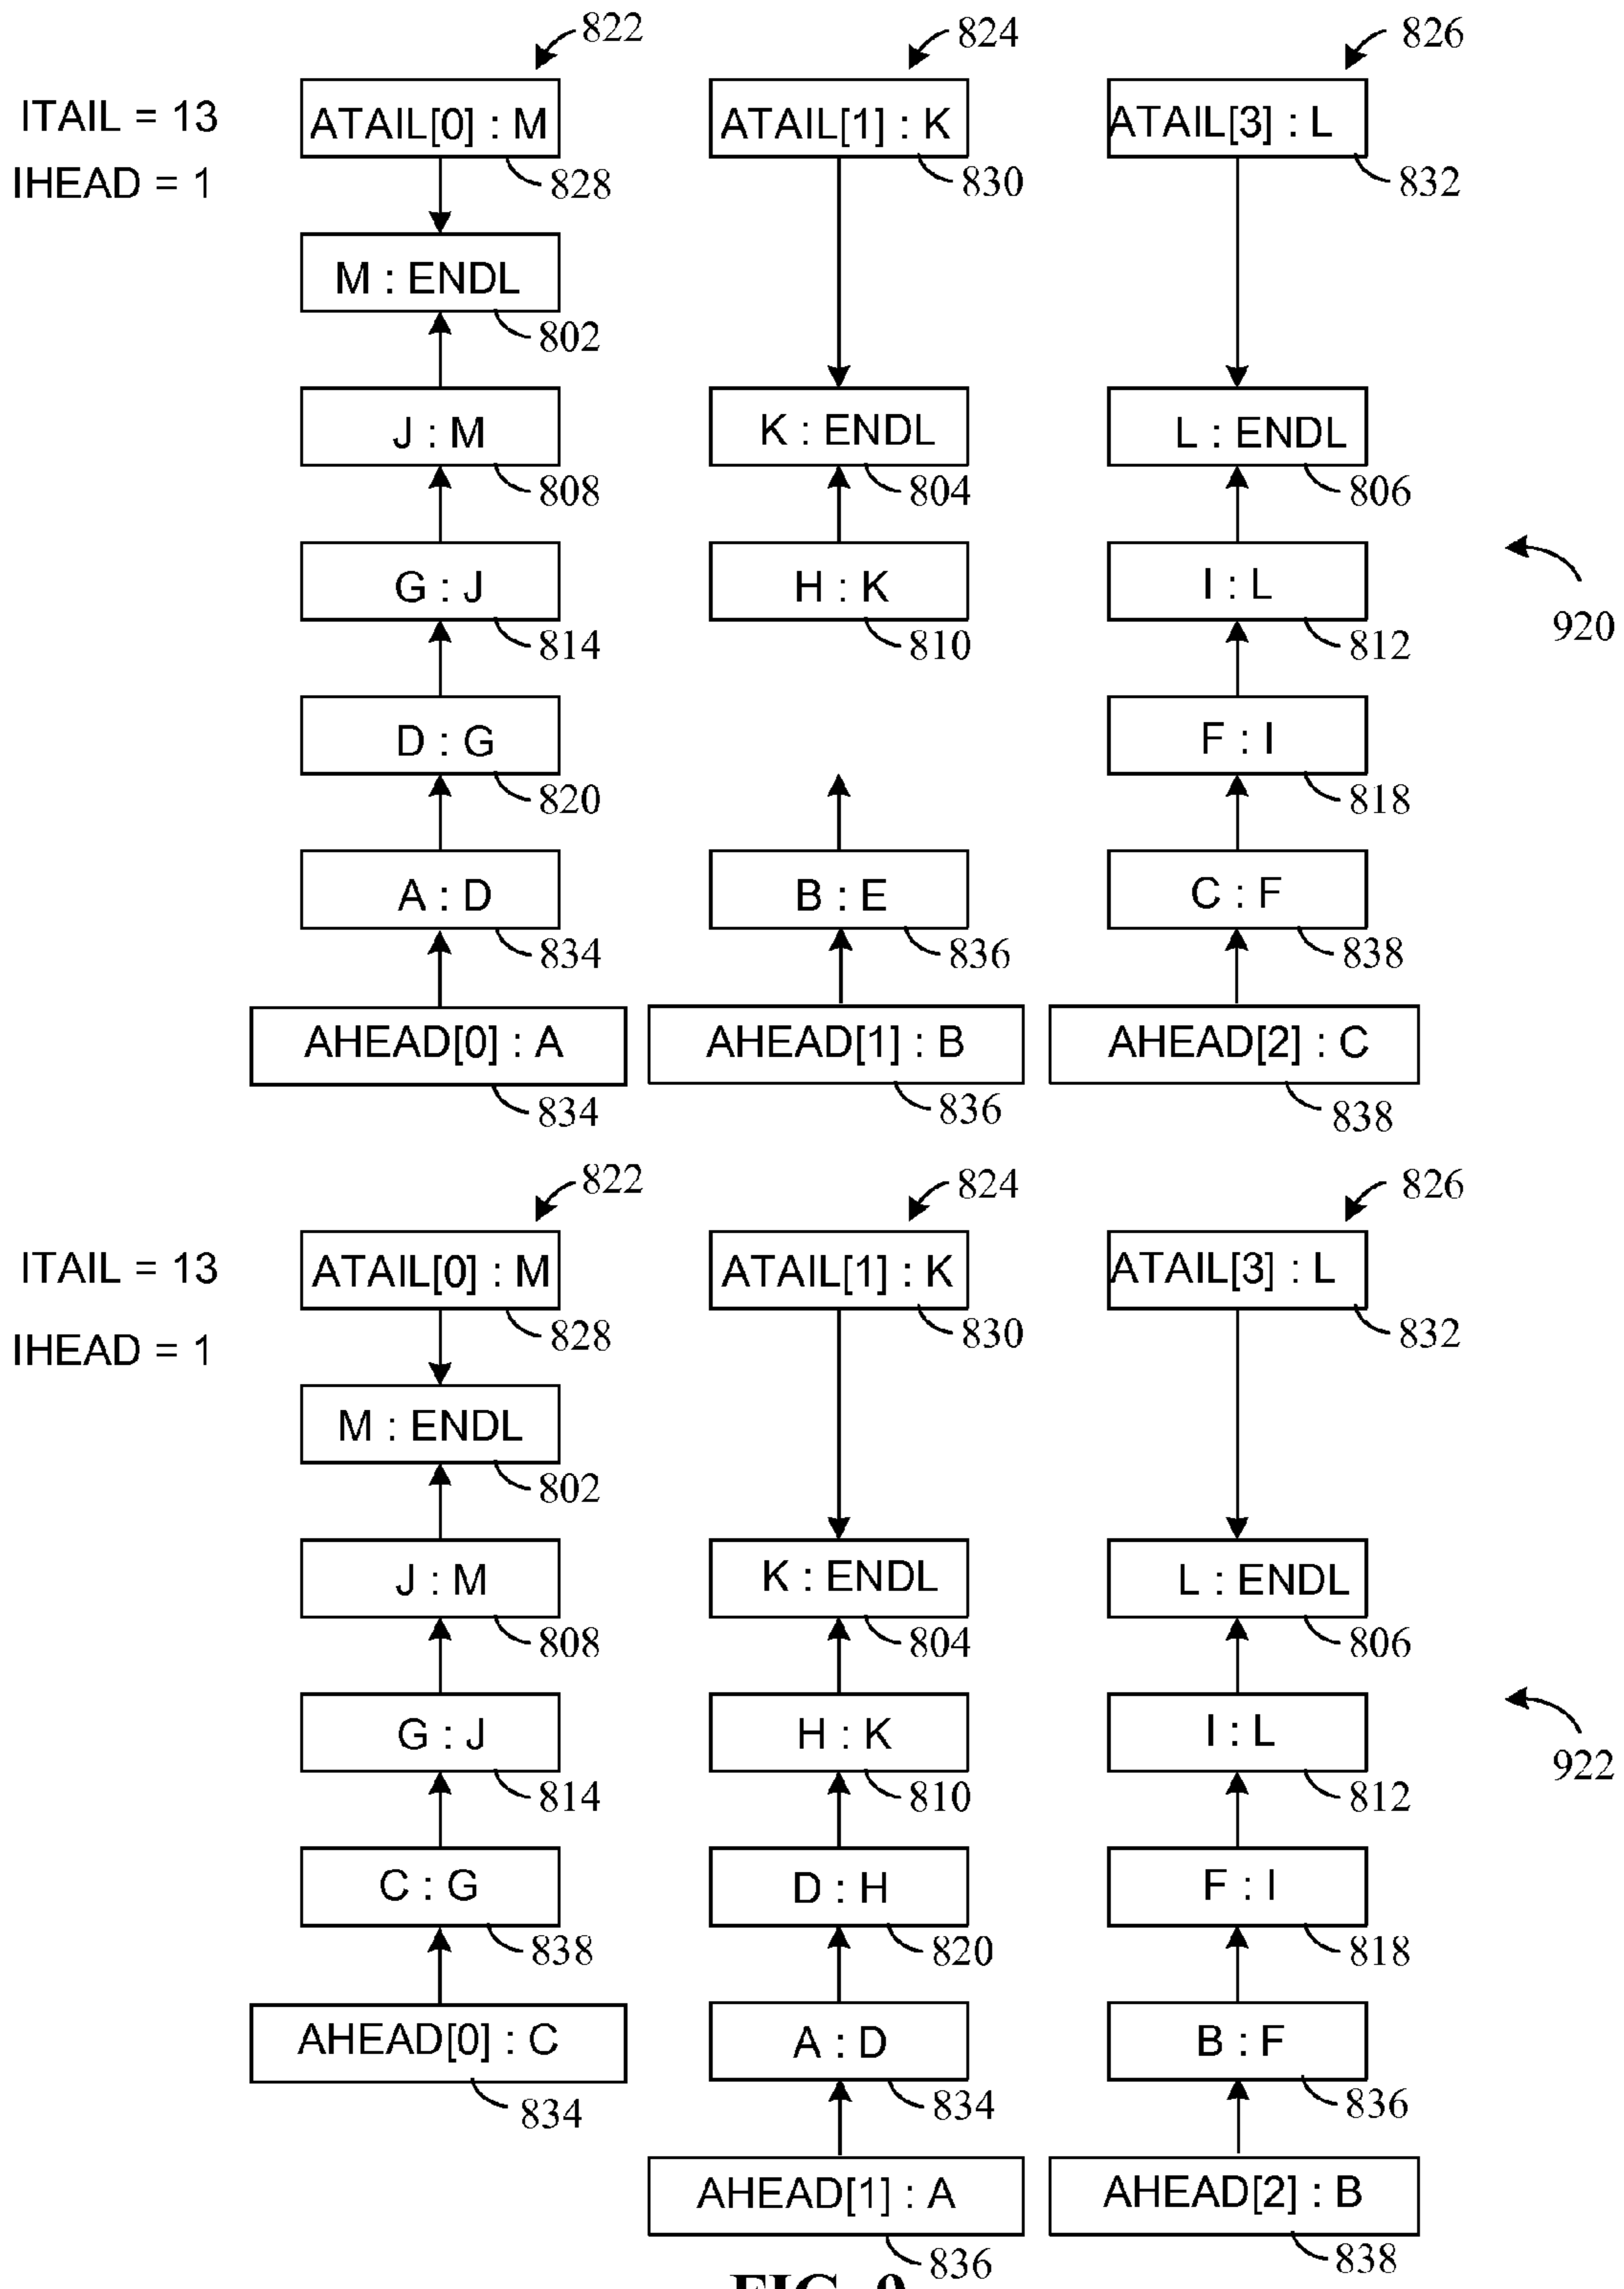 822 824 826
ITAIL = 13 ATAIL[0] : M ATAIL[1] : K ATAIL[3] : L
IHEAD = 1 828 830 832
M : ENDL
802
J : M K : ENDL L : ENDL
808 804 806
G : J H : K I : L
814 810 812 920
D : G F : I
820 818
A : D B : E C : F
834 836 838
AHEAD[0] : A AHEAD[1] : B AHEAD[2] : C
834 836 838
822 824 826
ITAIL = 13 ATAIL[0] : M ATAIL[1] : K ATAIL[3] : L
IHEAD = 1 828 830 832
M : ENDL
802
J : M K : ENDL L : ENDL
808 804 806
G : J H : K I : L
814 810 812 922
C : G D : H F : I
838 820 818
AHEAD[0] : C A : D B : F
834 834 836
AHEAD[1] : A AHEAD[2] : B
836 838